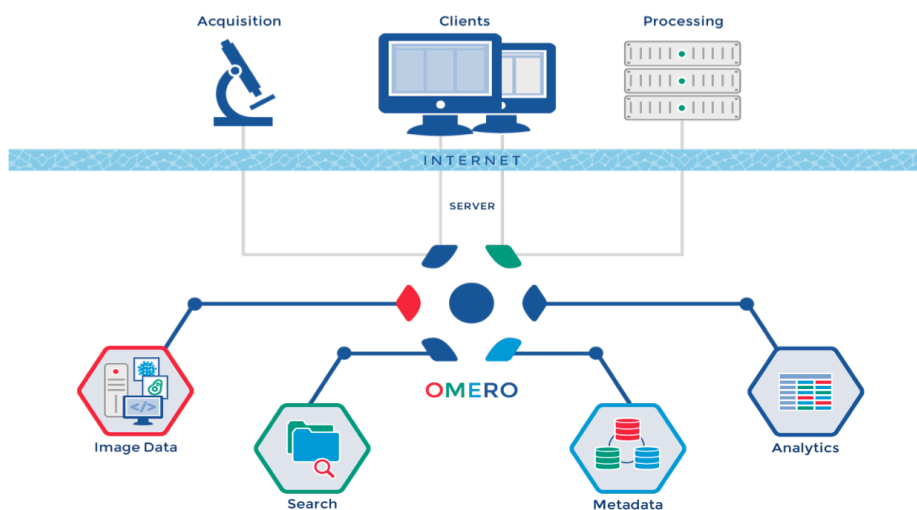 Acquisition
Clients
Processing
INTERNET
SERVER
OMERO
Image Data
Analytics
Search
Metadata
</>